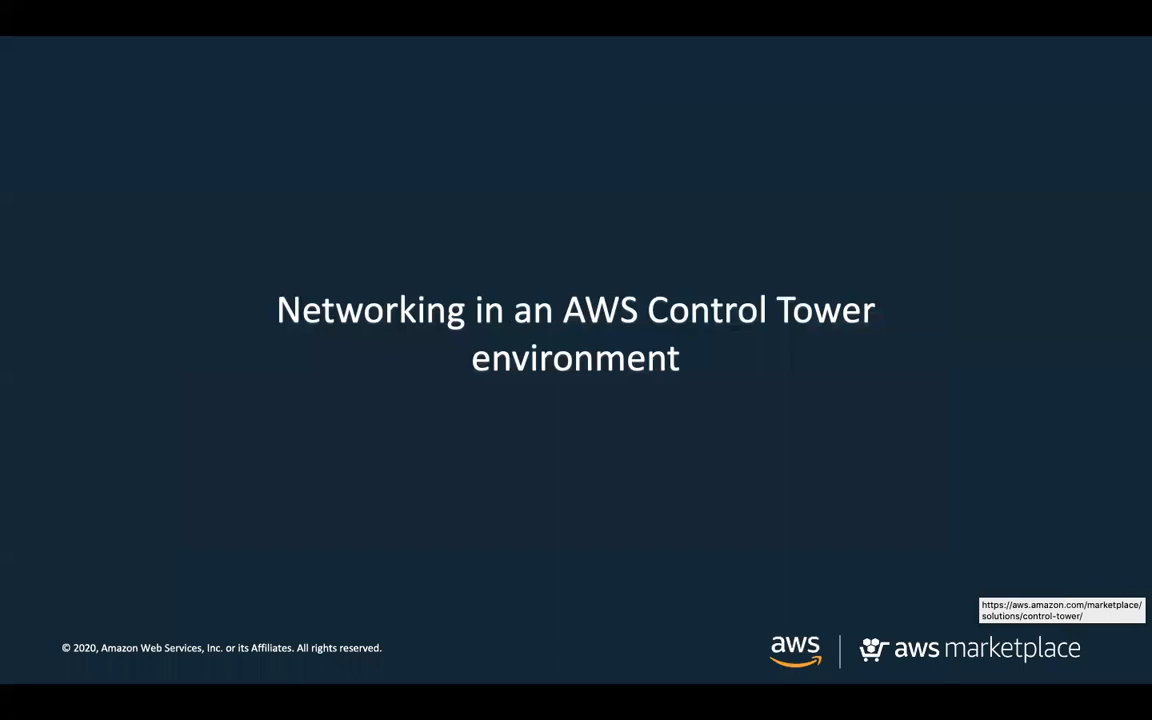 Networking in an AWS Control Tower
environment
https://aws.amazon.com/marketplace/
solutions/control-tower/
© 2020, Amazon Web Services, Inc. or its Affiliates. All rights reserved.
aws
aws marketplace